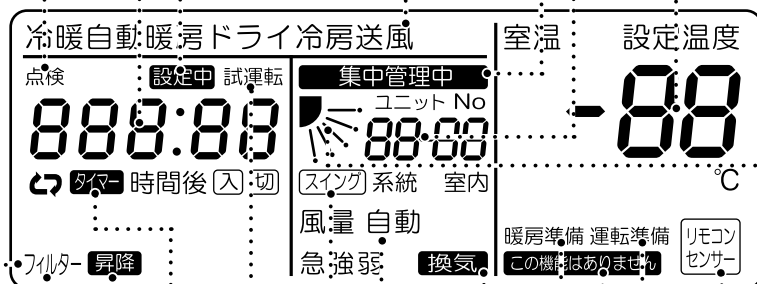 冷暖自動暖房ドライ冷房送風 室温 設定温度
点検 設定中 試運転 集中管理中
ユニット No
888:88 88-88 -88
タイマー 時間後 入 切 スイング 系統 室内 ℃
風量 自動
暖房準備 運転準備 リモコンセンサー
フィルター 昇降 急強弱 換気 この機能はありません